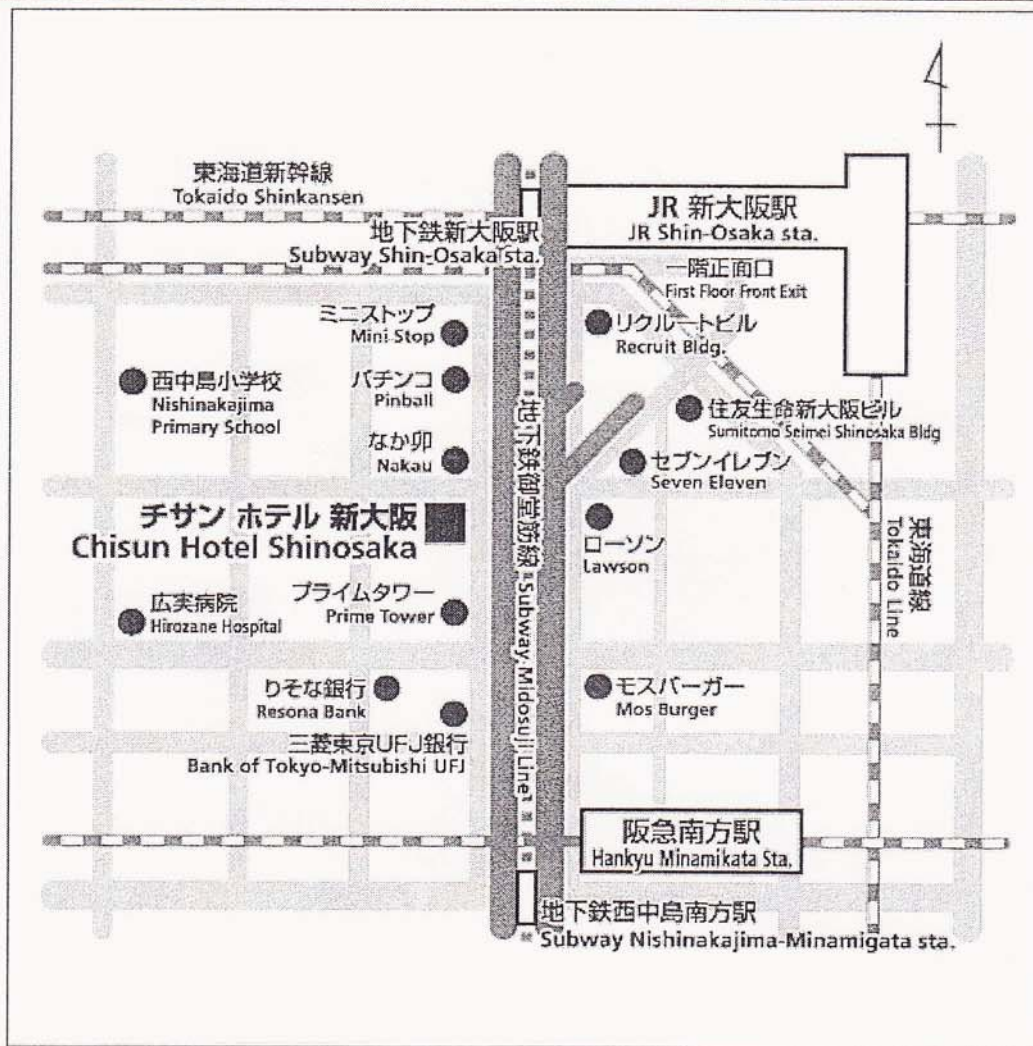 東海道新幹線
Tokaido Shinkansen
JR 新大阪駅
JR Shin-Osaka sta.
地下鉄新大阪駅
Subway Shin-Osaka sta.
一階正面口
First Floor Front Exit
ミニストップ
Mini Stop
リクルートビル
Recruit Bldg.
西中島小学校
Nishinakajima
Primary School
パチンコ
Pinball
住友生命新大阪ビル
Sumitomo Seimei Shinosaka Bldg
なか卯
Nakau
セブンイレブン
Seven Eleven
地下鉄御堂筋線 Subway Midosuji Line
チサン ホテル 新大阪
Chisun Hotel Shinosaka
ローソン
Lawson
東海道線
Tokaido Line
広実病院
Hirozane Hospital
プライムタワー
Prime Tower
りそな銀行
Resona Bank
モスバーガー
Mos Burger
三菱東京UFJ銀行
Bank of Tokyo-Mitsubishi UFJ
阪急南方駅
Hankyu Minamikata Sta.
地下鉄西中島南方駅
Subway Nishinakajima-Minamigata sta.